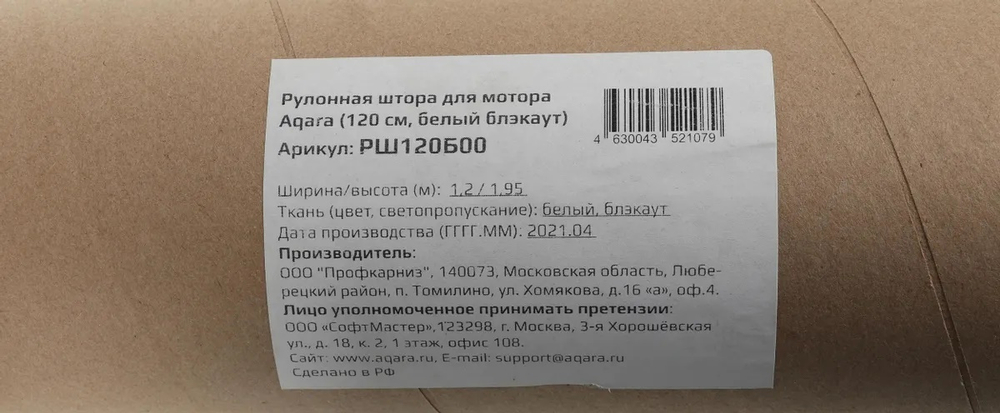 Рулонная штора для мотора
Aqara (120 см, белый блэкаут)
Арикул: РШ120Б00
4 630043 521079
Ширина/высота (м): 1,2 / 1,95
Ткань (цвет, светопропускание): белый, блэкаут
Дата производства (ГГГГ.ММ): 2021.04
Производитель:
ООО "Профкарниз", 140073, Московская область, Любе-
рецкий район, п. Томилино, ул. Хомякова, д.16 «а», оф.4.
Лицо уполномоченное принимать претензии:
ООО «СофтМастер»,123298, г. Москва, 3-я Хорошёвская
ул., д. 18, к. 2, 1 этаж, офис 108.
Сайт: www.aqara.ru, E-mail: support@aqara.ru
Сделано в РФ